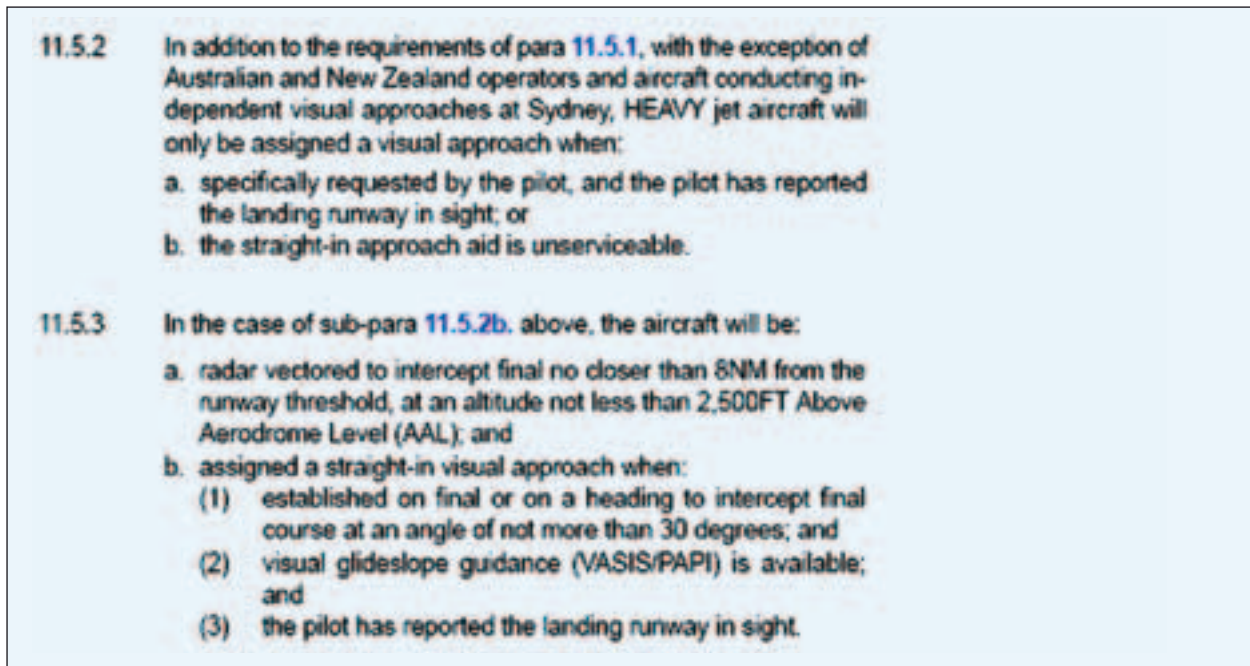 11.5.2 In addition to the requirements of para 11.5.1, with the exception of
Australian and New Zealand operators and aircraft conducting in-
dependent visual approaches at Sydney, HEAVY jet aircraft will
only be assigned a visual approach when:
a. specifically requested by the pilot, and the pilot has reported
the landing runway in sight; or
b. the straight-in approach aid is unserviceable.
11.5.3 In the case of sub-para 11.5.2b. above, the aircraft will be:
a. radar vectored to intercept final no closer than 8NM from the
runway threshold, at an altitude not less than 2,500FT Above
Aerodrome Level (AAL); and
b. assigned a straight-in visual approach when:
(1) established on final or on a heading to intercept final
course at an angle of not more than 30 degrees; and
(2) visual glideslope guidance (VASIS/PAPI) is available;
and
(3) the pilot has reported the landing runway in sight.